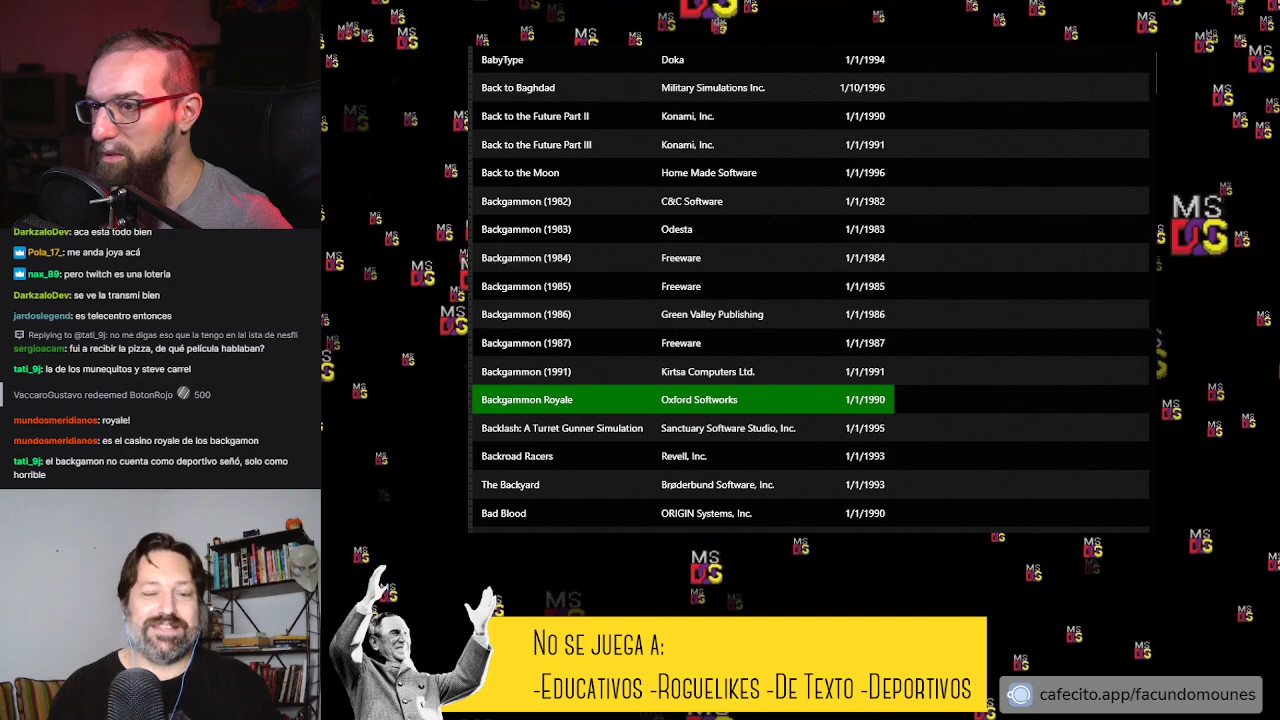 DarkzaloDev: aca esta todo bien
Pola_17_: me anda joya acá
nax_89: pero twitch es una loteria
DarkzaloDev: se ve la transmi bien
jardoslegend: es telecentro entonces
Replying to @tati_9j: no me digas eso que la tengo en lal ista de nesfli
sergioacam: fui a recibir la pizza, de qué película hablaban?
tati_9j: la de los munequitos y steve carrel
VaccaroGustavo redeemed BotonRojo 500
mundosmeridianos: royale!
mundosmeridianos: es el casino royale de los backgamon
tati_9j: el backgamon no cuenta como deportivo señó, solo como
horrible
BabyType Doka 1/1/1994
Back to Baghdad Military Simulations Inc. 1/10/1996
Back to the Future Part II Konami, Inc. 1/1/1990
Back to the Future Part III Konami, Inc. 1/1/1991
Back to the Moon Home Made Software 1/1/1996
Backgammon (1982) C&C Software 1/1/1982
Backgammon (1983) Odesta 1/1/1983
Backgammon (1984) Freeware 1/1/1984
Backgammon (1985) Freeware 1/1/1985
Backgammon (1986) Green Valley Publishing 1/1/1986
Backgammon (1987) Freeware 1/1/1987
Backgammon (1991) Kirtsa Computers Ltd. 1/1/1991
Backgammon Royale Oxford Softworks 1/1/1990
Backlash: A Turret Gunner Simulation Sanctuary Software Studio, Inc. 1/1/1995
Backroad Racers Revell, Inc. 1/1/1993
The Backyard Brøderbund Software, Inc. 1/1/1993
Bad Blood ORIGIN Systems, Inc. 1/1/1990
MS
DOS
No se juega a:
-Educativos -Roguelikes -De Texto -Deportivos
cafecito.app/facundomounes